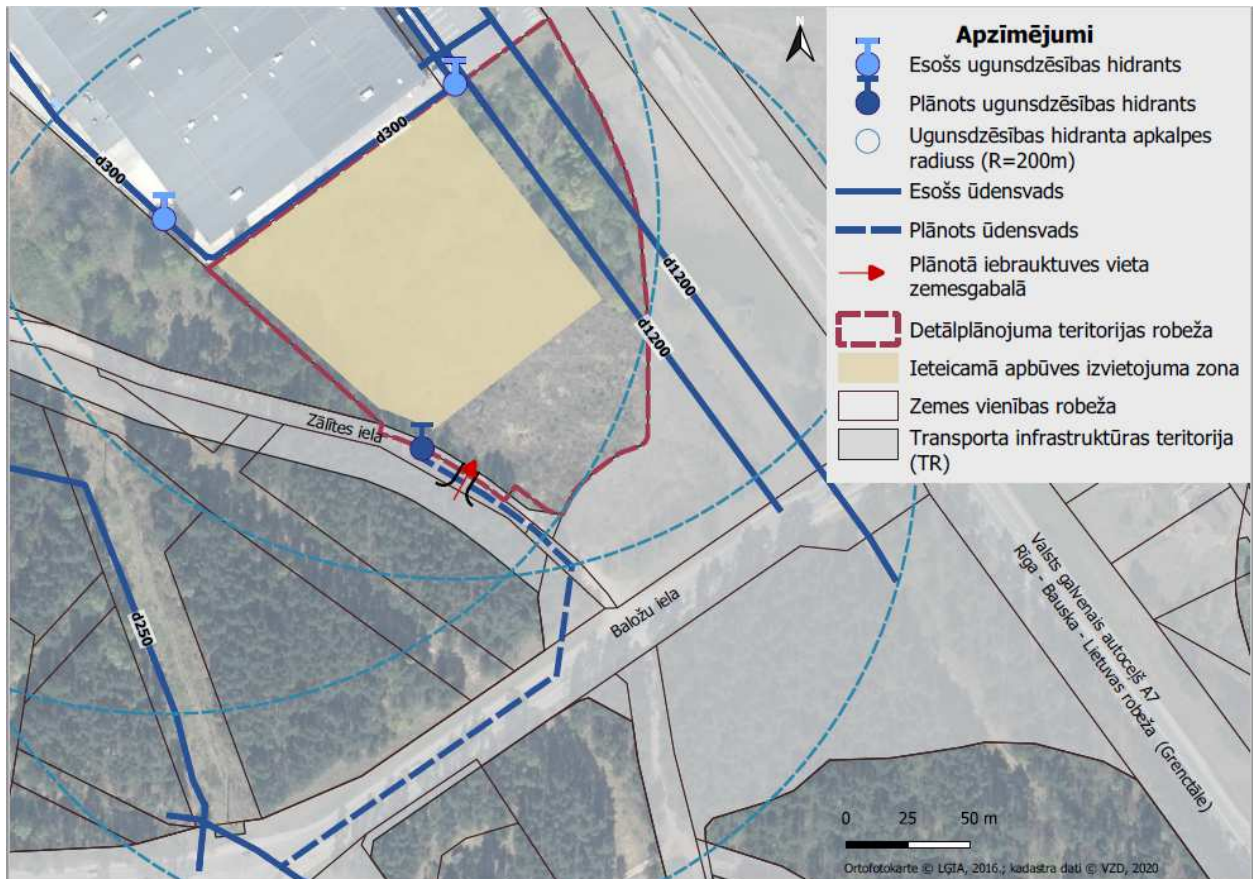 N
Apzīmējumi
Esošs ugunsdzēsības hidrants
Plānots ugunsdzēsības hidrants
Ugunsdzēsības hidranta apkalpes
radiuss (R=200m)
Esošs ūdensvads
Plānots ūdensvads
Plānotā iebrauktuves vieta
zemesgabalā
Detālplānojuma teritorijas robeža
Ieteicamā apbūves izvietojuma zona
Zemes vienības robeža
Transporta infrastruktūras teritorija
(TR)
d300
d300
d1200
d1200
Zālītes iela
Baložu iela
d250
Valsts galvenais autoceļš A7
Rīga - Bauska - Lietuvas robeža (Grenctāle)
0 25 50 m
Ortofotokarte © LĢIA, 2016.; kadastra dati © VZD, 2020